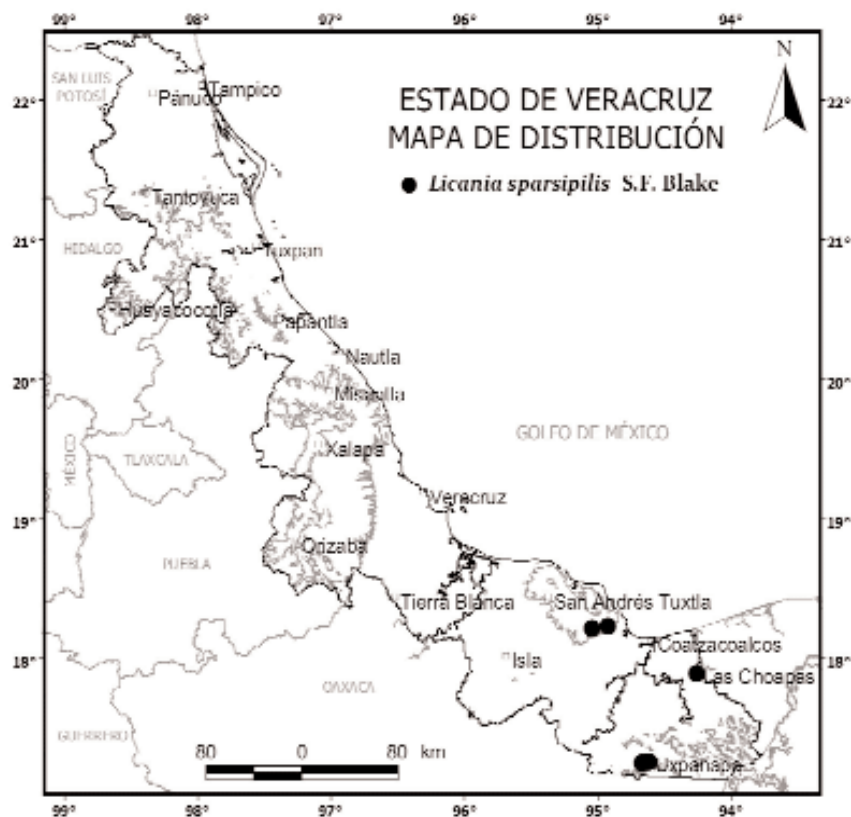 99° 98° 97° 96° 95° 94°
N
SAN LUIS
POTOSÍ
Tampico
Pánuco
22° 22°
ESTADO DE VERACRUZ
MAPA DE DISTRIBUCIÓN
Licania sparsipilis S.F. Blake
Tantoyuca
21° 21°
HIDALGO
Tuxpan
Huayacocotla
Papantla
Nautla
20° 20°
Misantla
GOLFO DE MÉXICO
MÉXICO
TLAXCALA
Xalapa
Veracruz
19° 19°
Orizaba
PUEBLA
Tierra Blanca
San Andrés Tuxtla
18° 18°
Coatzacoalcos
Isla
Las Choapas
OAXACA
GUERRERO
Uxpanapa
80 0 80 km
99° 98° 97° 96° 95° 94°